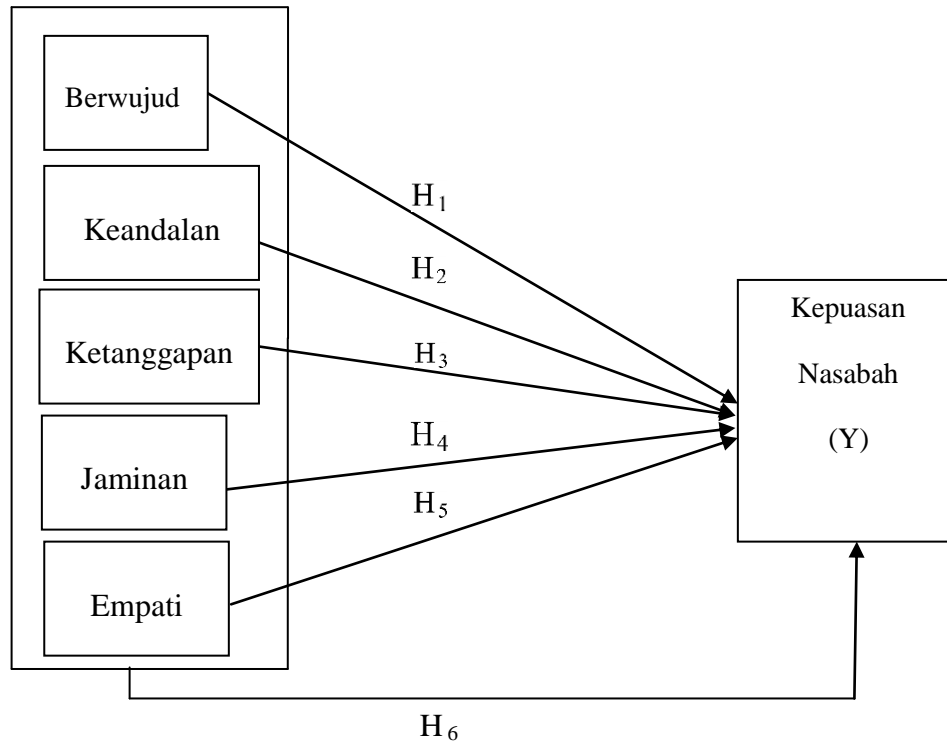 Berwujud
Keandalan
Ketanggapan
Jaminan
Empati
H₁
H₂
H₃
H₄
H₅
Kepuasan
Nasabah
(Y)
H₆